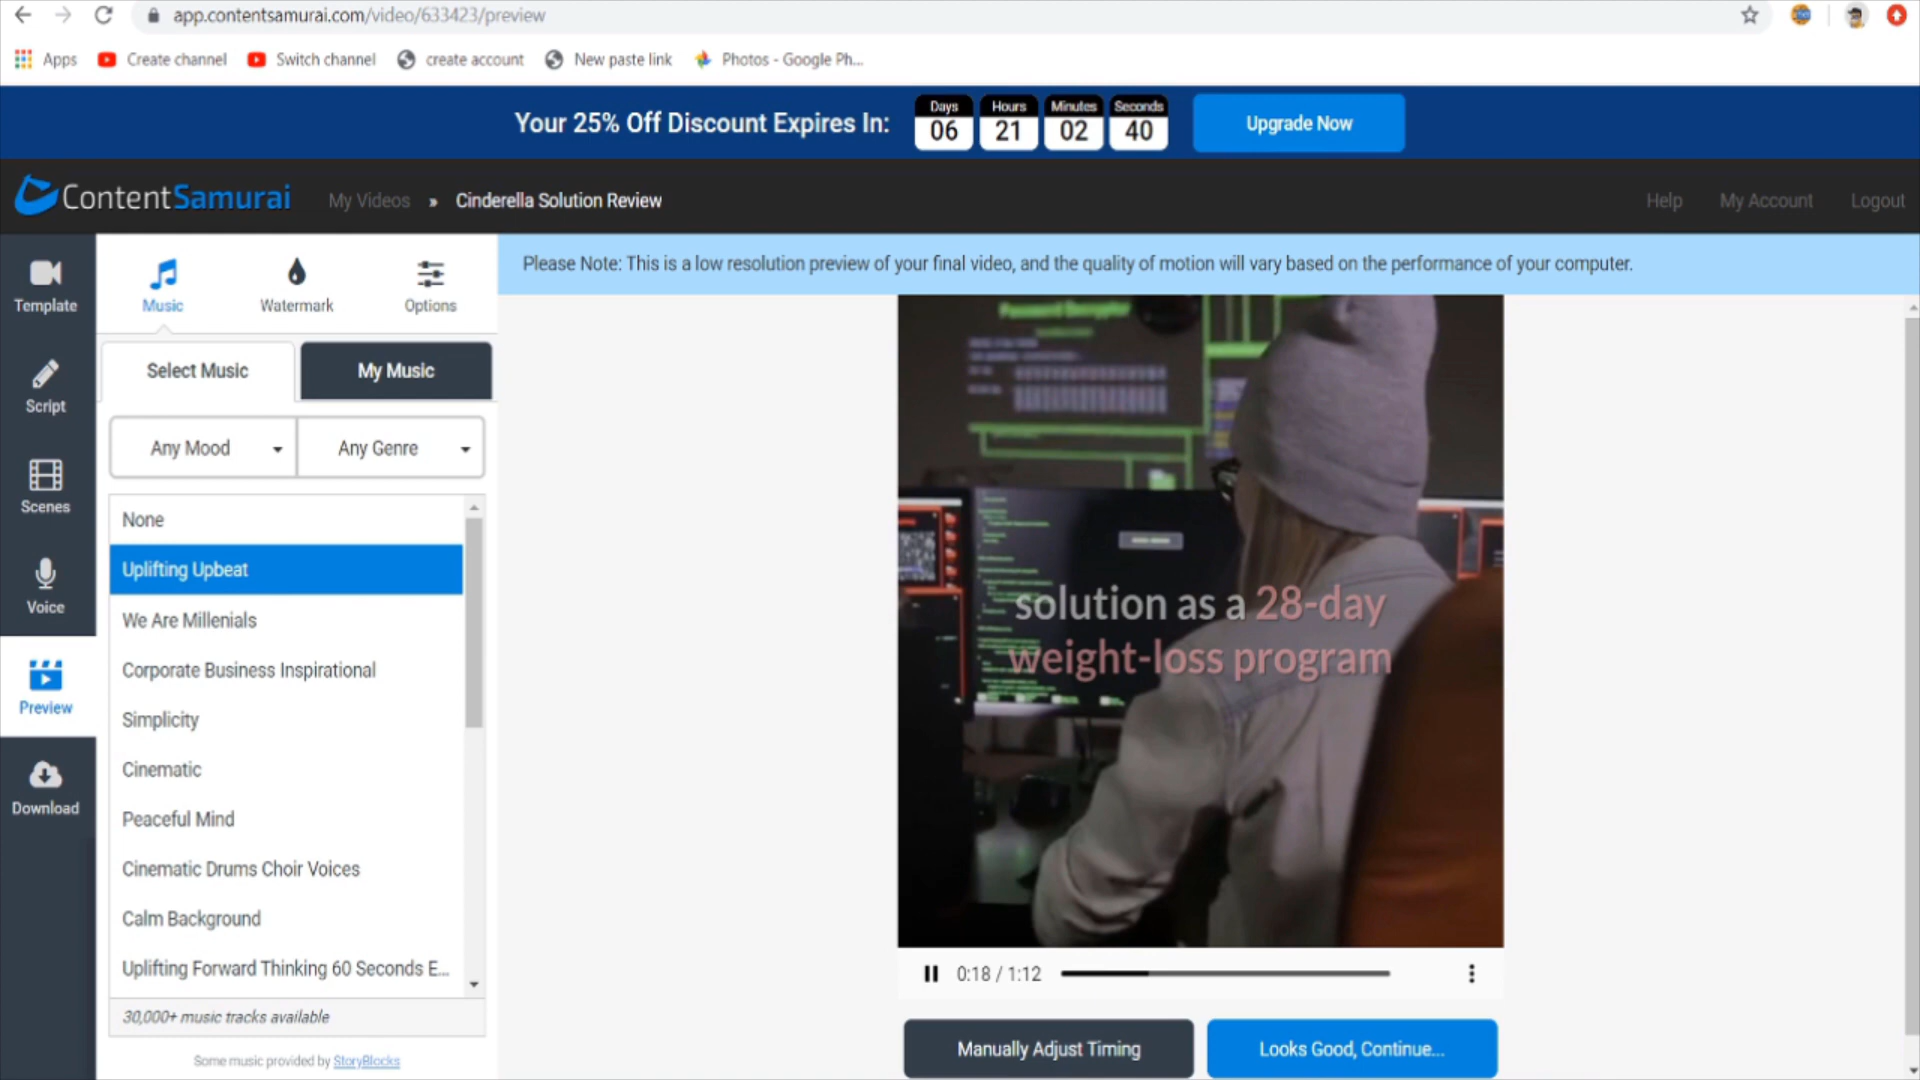 app.contentsamurai.com/video/633423/preview
Apps
Create channel
Switch channel
create account
New paste link
Photos - Google Ph...
Your 25% Off Discount Expires In:
Days
06
Hours
21
Minutes
02
Seconds
40
Upgrade Now
ContentSamurai
My Videos » Cinderella Solution Review
Help
My Account
Logout
Template
Script
Scenes
Voice
Preview
Download
Music
Watermark
Options
Select Music
My Music
Any Mood
Any Genre
None
Uplifting Upbeat
We Are Millenials
Corporate Business Inspirational
Simplicity
Cinematic
Peaceful Mind
Cinematic Drums Choir Voices
Calm Background
Uplifting Forward Thinking 60 Seconds E...
30,000+ music tracks available
Some music provided by StoryBlocks
Please Note: This is a low resolution preview of your final video, and the quality of motion will vary based on the performance of your computer.
solution as a 28-day
weight-loss program
0:18 / 1:12
Manually Adjust Timing
Looks Good, Continue...